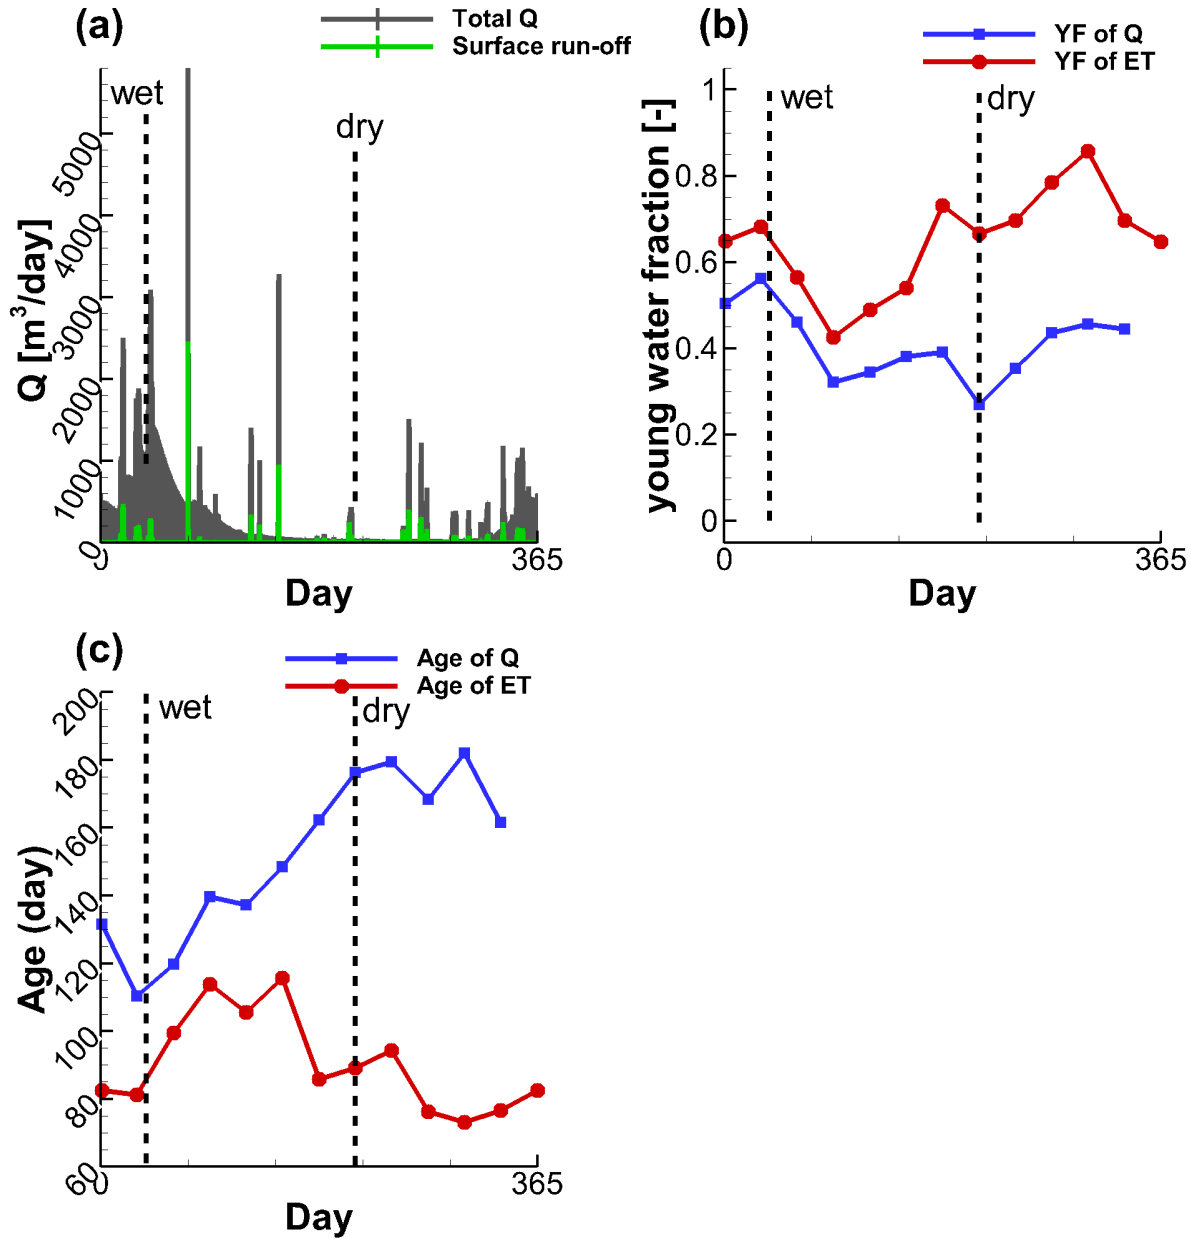 (a)
Total Q
Surface run-off
wet
dry
Q [m³/day]
5000
4000
3000
2000
1000
0
0
365
Day
(b)
YF of Q
YF of ET
wet
dry
young water fraction [-]
1
0.8
0.6
0.4
0.2
0
0
365
Day
(c)
Age of Q
Age of ET
wet
dry
Age (day)
200
180
160
140
120
100
80
60
0
365
Day